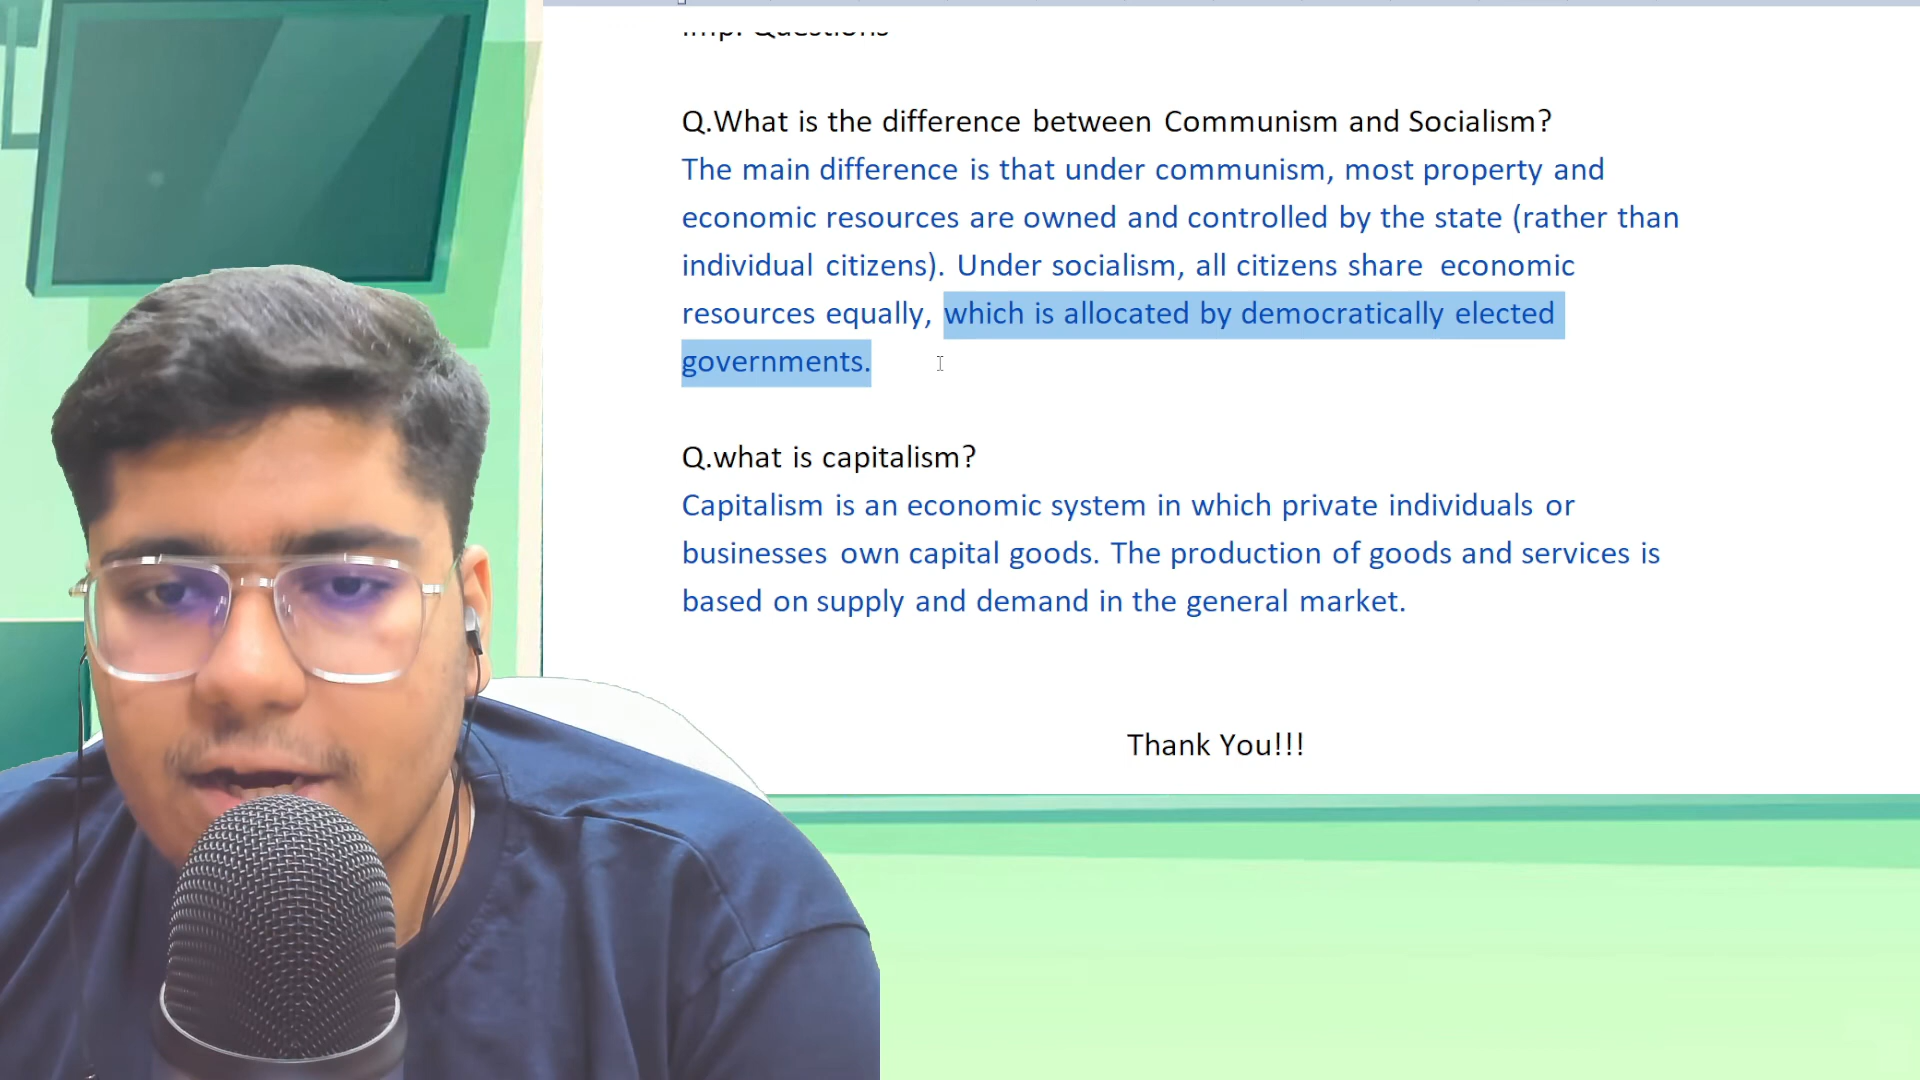 Imp. Questions
Q.What is the difference between Communism and Socialism?
The main difference is that under communism, most property and
economic resources are owned and controlled by the state (rather than
individual citizens). Under socialism, all citizens share economic
resources equally, which is allocated by democratically elected
governments.
Q.what is capitalism?
Capitalism is an economic system in which private individuals or
businesses own capital goods. The production of goods and services is
based on supply and demand in the general market.
Thank You!!!